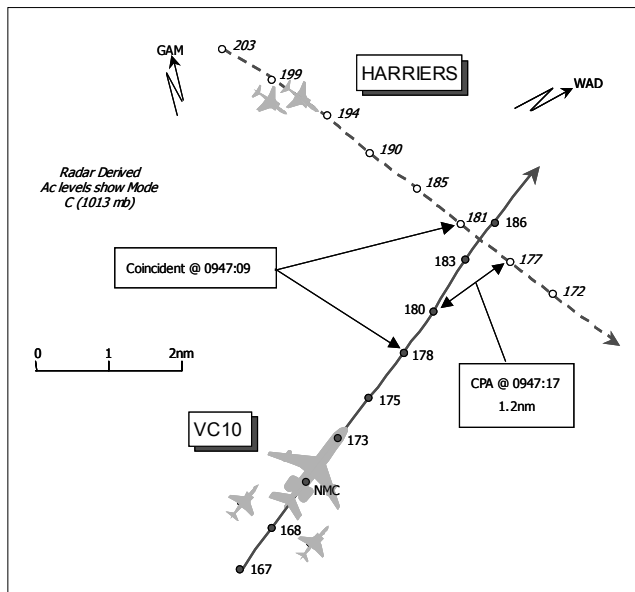 203
GAM
HARRIERS
199
WAD
194
190
Radar Derived
Ac levels show Mode
C (1013 mb)
185
181
186
Coincident @ 0947:09
183
177
172
180
0 1 2nm
178
CPA @ 0947:17
1.2nm
175
VC10
173
NMC
168
167